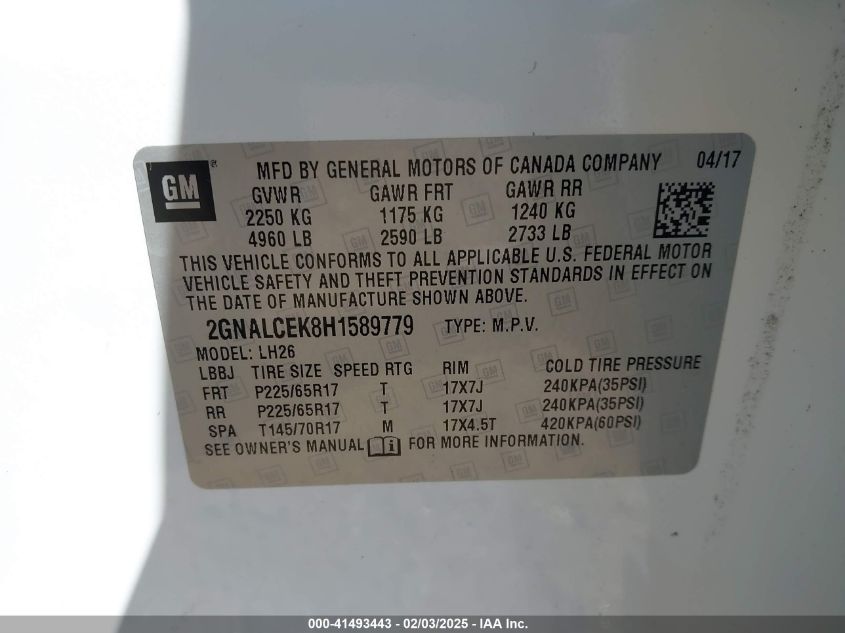 GM
MFD BY GENERAL MOTORS OF CANADA COMPANY 04/17
GVWR GAWR FRT GAWR RR
2250 KG 1175 KG 1240 KG
4960 LB 2590 LB 2733 LB
THIS VEHICLE CONFORMS TO ALL APPLICABLE U.S. FEDERAL MOTOR
VEHICLE SAFETY AND THEFT PREVENTION STANDARDS IN EFFECT ON
THE DATE OF MANUFACTURE SHOWN ABOVE.
2GNALCEK8H1589779 TYPE: M.P.V.
MODEL: LH26
LBBJ TIRE SIZE SPEED RTG RIM COLD TIRE PRESSURE
FRT P225/65R17 T 17X7J 240KPA(35PSI)
RR P225/65R17 T 17X7J 240KPA(35PSI)
SPA T145/70R17 M 17X4.5T 420KPA(60PSI)
SEE OWNER'S MANUAL FOR MORE INFORMATION.
000-41493443 - 02/03/2025 - IAA Inc.